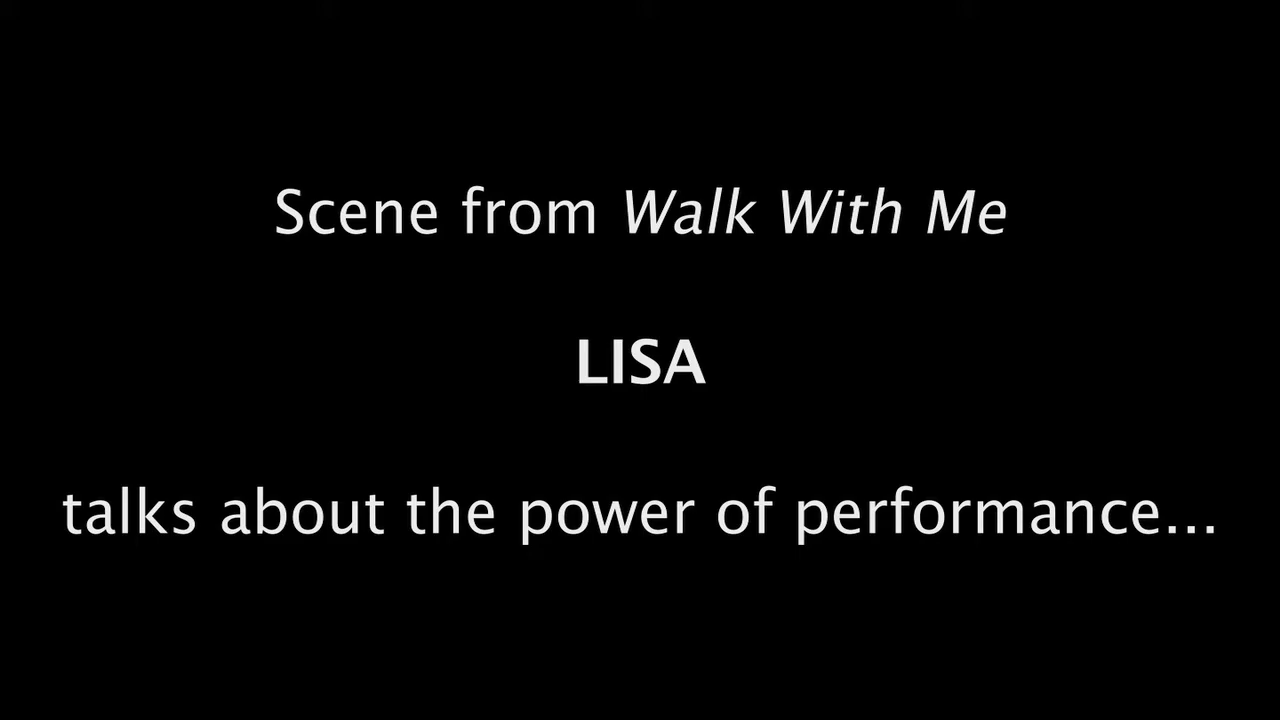 Scene from Walk With Me
LISA
talks about the power of performance...